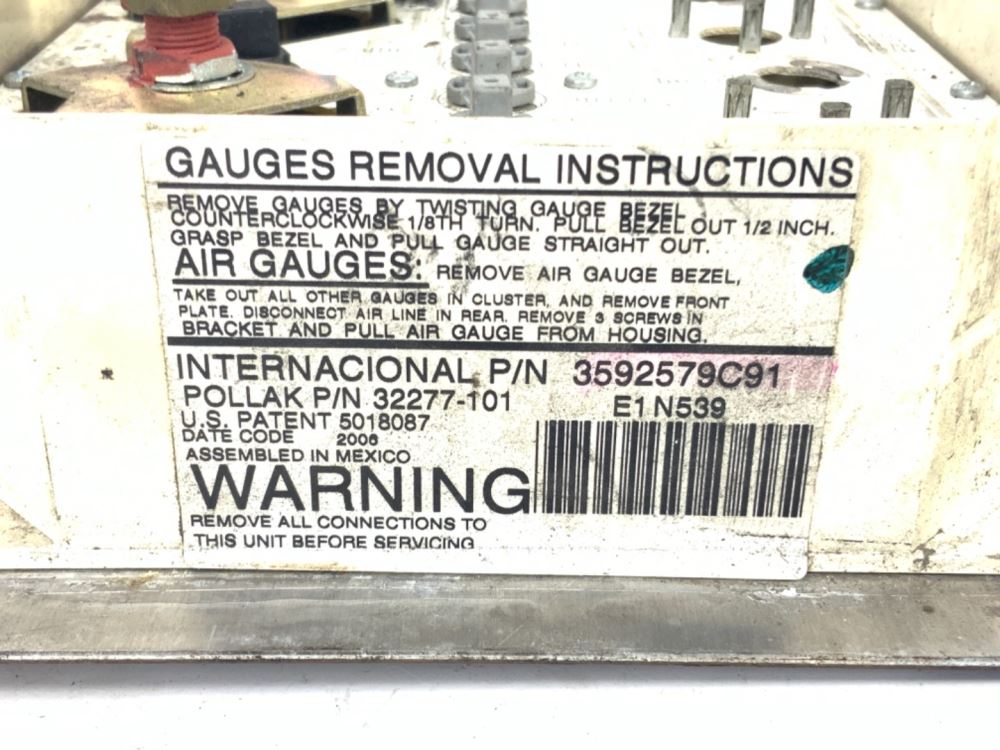 GAUGES REMOVAL INSTRUCTIONS
REMOVE GAUGES BY TWISTING GAUGE BEZEL
COUNTERCLOCKWISE 1/8TH TURN. PULL BEZEL OUT 1/2 INCH.
GRASP BEZEL AND PULL GAUGE STRAIGHT OUT.
AIR GAUGES: REMOVE AIR GAUGE BEZEL,
TAKE OUT ALL OTHER GAUGES IN CLUSTER, AND REMOVE FRONT
PLATE. DISCONNECT AIR LINE IN REAR. REMOVE 3 SCREWS IN
BRACKET AND PULL AIR GAUGE FROM HOUSING.
INTERNACIONAL P/N 3592579C91
POLLAK P/N 32277-101 E1N539
U.S. PATENT 5018087
DATE CODE 2006
ASSEMBLED IN MEXICO
WARNING
REMOVE ALL CONNECTIONS TO
THIS UNIT BEFORE SERVICING